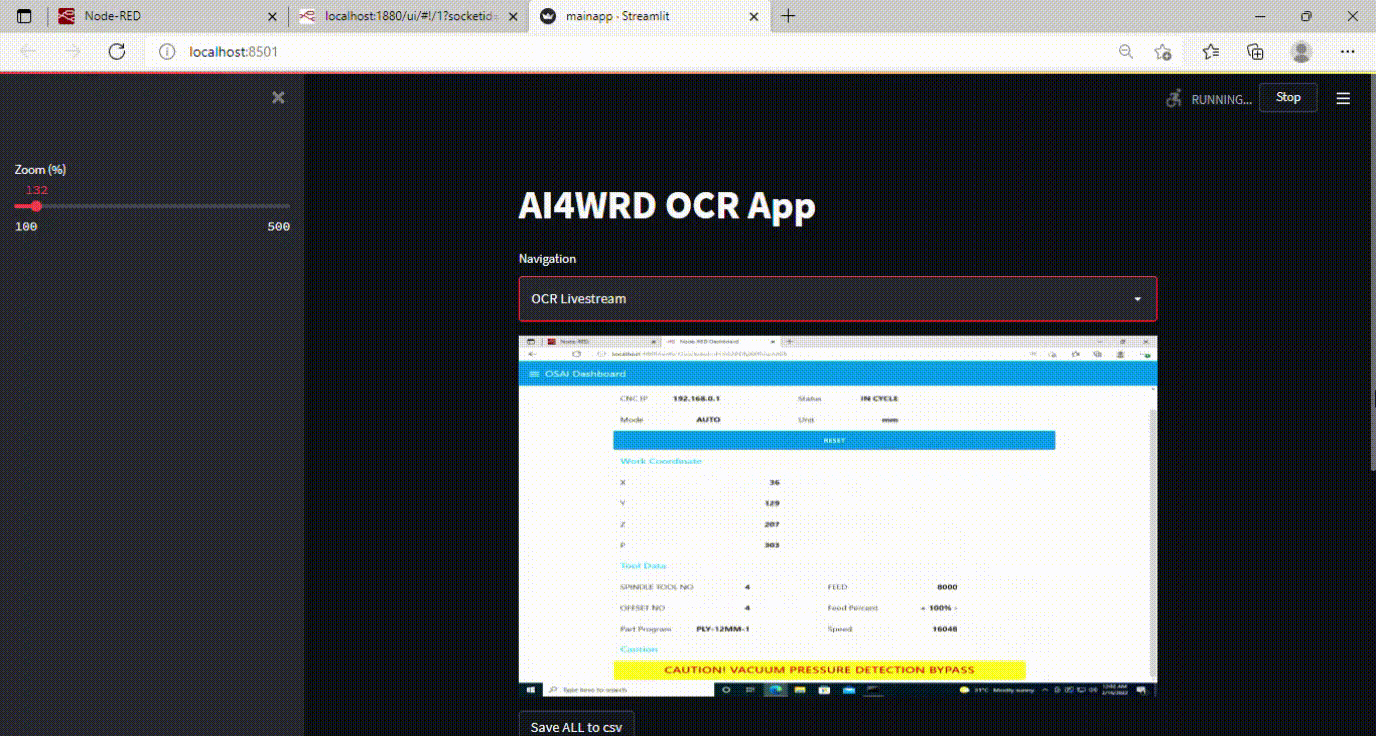 Node-RED
localhost:1880/ui/#!/1?socketid=
mainapp · Streamlit
localhost:8501
RUNNING...
Stop
Zoom (%)
132
100 500
AI4WRD OCR App
Navigation
OCR Livestream
Node-RED
Node-RED Dashboard
OSAI Dashboard
CNC IP 192.168.0.1 Status IN CYCLE
Mode AUTO Unit mm
RESET
Work Coordinate
X 36
Y 129
Z 207
P 303
Tool Data
SPINDLE TOOL NO 4 FEED 8000
OFFSET NO 4 Feed Percent + 100% -
Part Program PLY-12MM-1 Speed 16048
Caution
CAUTION! VACUUM PRESSURE DETECTION BYPASS
Type here to search
31°C Mostly sunny
Save ALL to csv